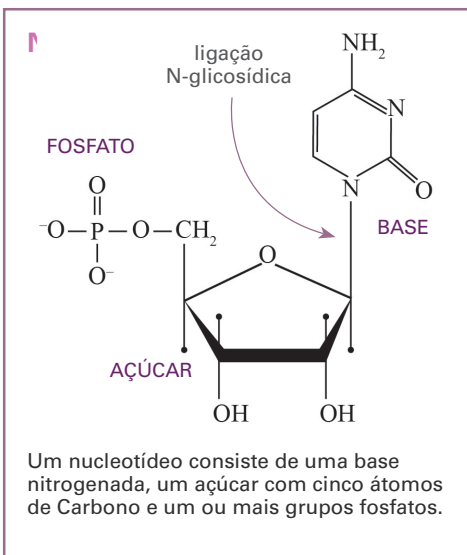 ligação
N-glicosídica
NH₂
N
FOSFATO
O
N
O
⁻O–P–O–CH₂
BASE
O⁻
O
AÇÚCAR
OH OH
Um nucleotídeo consiste de uma base
nitrogenada, um açúcar com cinco átomos
de Carbono e um ou mais grupos fosfatos.